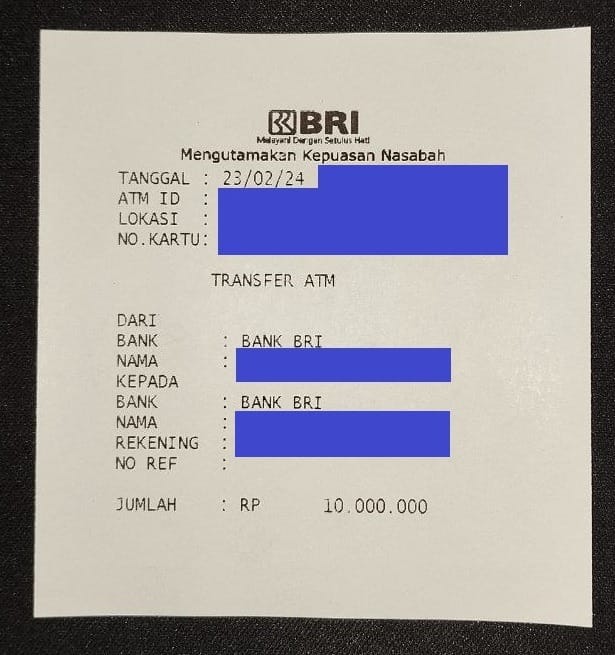 BRI
Melayani Dengan Setulus Hati
Mengutamakan Kepuasan Nasabah
TANGGAL : 23/02/24
ATM ID :
LOKASI :
NO.KARTU:
TRANSFER ATM
DARI
BANK : BANK BRI
NAMA :
KEPADA
BANK : BANK BRI
NAMA :
REKENING :
NO REF :
JUMLAH : RP 10.000.000